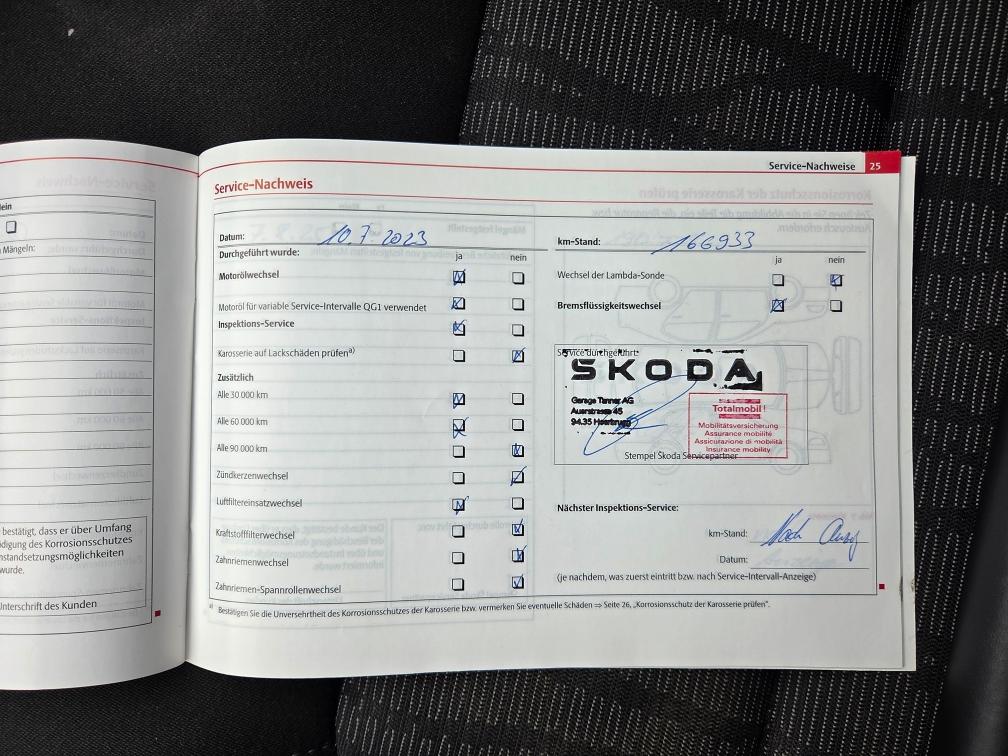 Service-Nachweise 25
lein
n Mängeln:
bestätigt, dass er über Umfang
digung des Korrosionsschutzes
nstandsetzungsmöglichkeiten
wurde.
Unterschrift des Kunden
Service-Nachweis
Datum: 10.7.2023
Durchgeführt wurde: ja nein
Motorölwechsel
Motoröl für variable Service-Intervalle QG1 verwendet
Inspektions-Service
Karosserie auf Lackschäden prüfen a)
Zusätzlich
Alle 30 000 km
Alle 60 000 km
Alle 90 000 km
Zündkerzenwechsel
Luftfiltereinsatzwechsel
Kraftstofffilterwechsel
Zahnriemenwechsel
Zahnriemen-Spannrollenwechsel
km-Stand: 166933
ja nein
Wechsel der Lambda-Sonde
Bremsflüssigkeitswechsel
Service durchgeführt:
SKODA
Garage Tanner AG
Auerstrasse 45
Totalmobil!
Mobilitätsversicherung
Assurance mobilité
Assicurazione di mobilità
Insurance mobility
Stempel Škoda Servicepartner
Nächster Inspektions-Service:
km-Stand: Nach
Datum:
(je nachdem, was zuerst eintritt bzw. nach Service-Intervall-Anzeige)
a) Bestätigen Sie die Unversehrtheit des Korrosionsschutzes der Karosserie bzw. vermerken Sie eventuelle Schäden ⇒ Seite 26, „Korrosionsschutz der Karosserie prüfen".